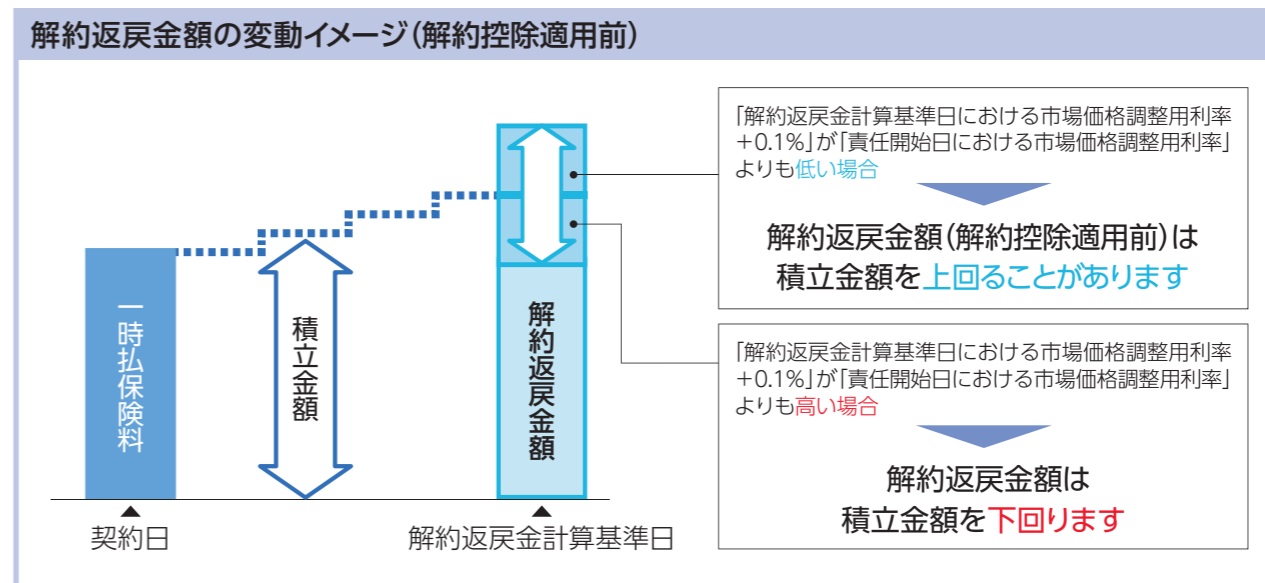 解約返戻金額の変動イメージ(解約控除適用前)
一時払保険料
積立金額
解約返戻金額
契約日
解約返戻金計算基準日
「解約返戻金計算基準日における市場価格調整用利率
+0.1%」が「責任開始日における市場価格調整用利率」
よりも低い場合
解約返戻金額(解約控除適用前)は
積立金額を上回ることがあります
「解約返戻金計算基準日における市場価格調整用利率
+0.1%」が「責任開始日における市場価格調整用利率」
よりも高い場合
解約返戻金額は
積立金額を下回ります